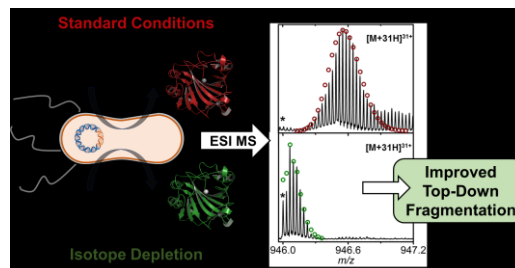 Standard Conditions
[M+31H]31+
*
ESI MS
[M+31H]31+
*
Improved
Top-Down
Fragmentation
946.0 946.6 947.2
m/z
Isotope Depletion